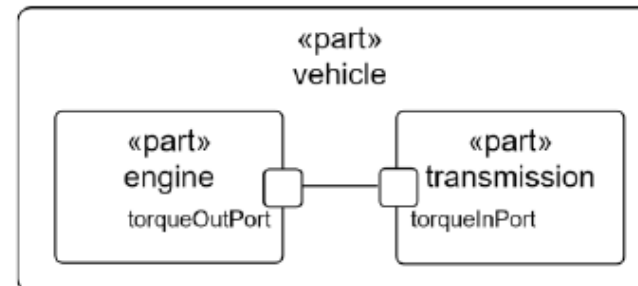 «part»
vehicle
«part»
engine
torqueOutPort
«part»
transmission
torqueInPort